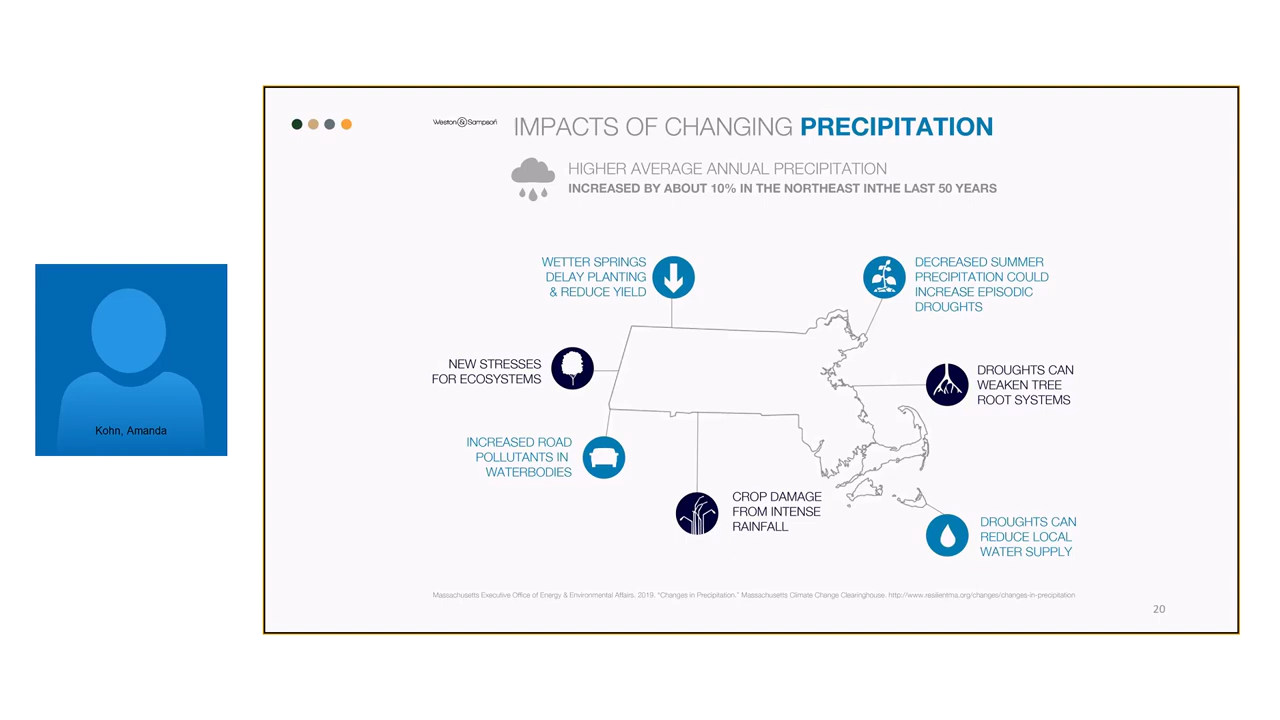 Weston&Sampson
IMPACTS OF CHANGING PRECIPITATION
HIGHER AVERAGE ANNUAL PRECIPITATION
INCREASED BY ABOUT 10% IN THE NORTHEAST INTHE LAST 50 YEARS
WETTER SPRINGS
DELAY PLANTING
& REDUCE YIELD
DECREASED SUMMER
PRECIPITATION COULD
INCREASE EPISODIC
DROUGHTS
NEW STRESSES
FOR ECOSYSTEMS
DROUGHTS CAN
WEAKEN TREE
ROOT SYSTEMS
Kohn, Amanda
INCREASED ROAD
POLLUTANTS IN
WATERBODIES
CROP DAMAGE
FROM INTENSE
RAINFALL
DROUGHTS CAN
REDUCE LOCAL
WATER SUPPLY
Massachusetts Executive Office of Energy & Environmental Affairs. 2019. "Changes in Precipitation." Massachusetts Climate Change Clearinghouse. http://www.resilientma.org/changes/changes-in-precipitation
20